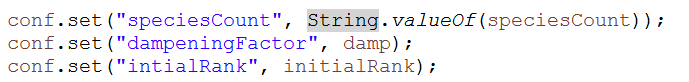 conf.set("speciesCount", String.valueOf(speciesCount));
conf.set("dampeningFactor", damp);
conf.set("intialRank", initialRank);